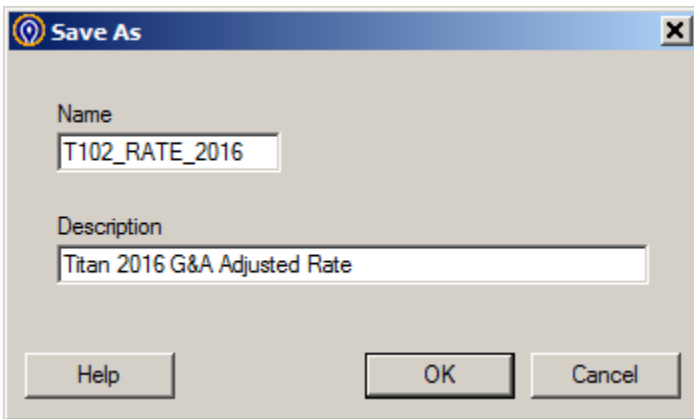 Save As
Name
T102_RATE_2016
Description
Titan 2016 G&A Adjusted Rate
Help OK Cancel